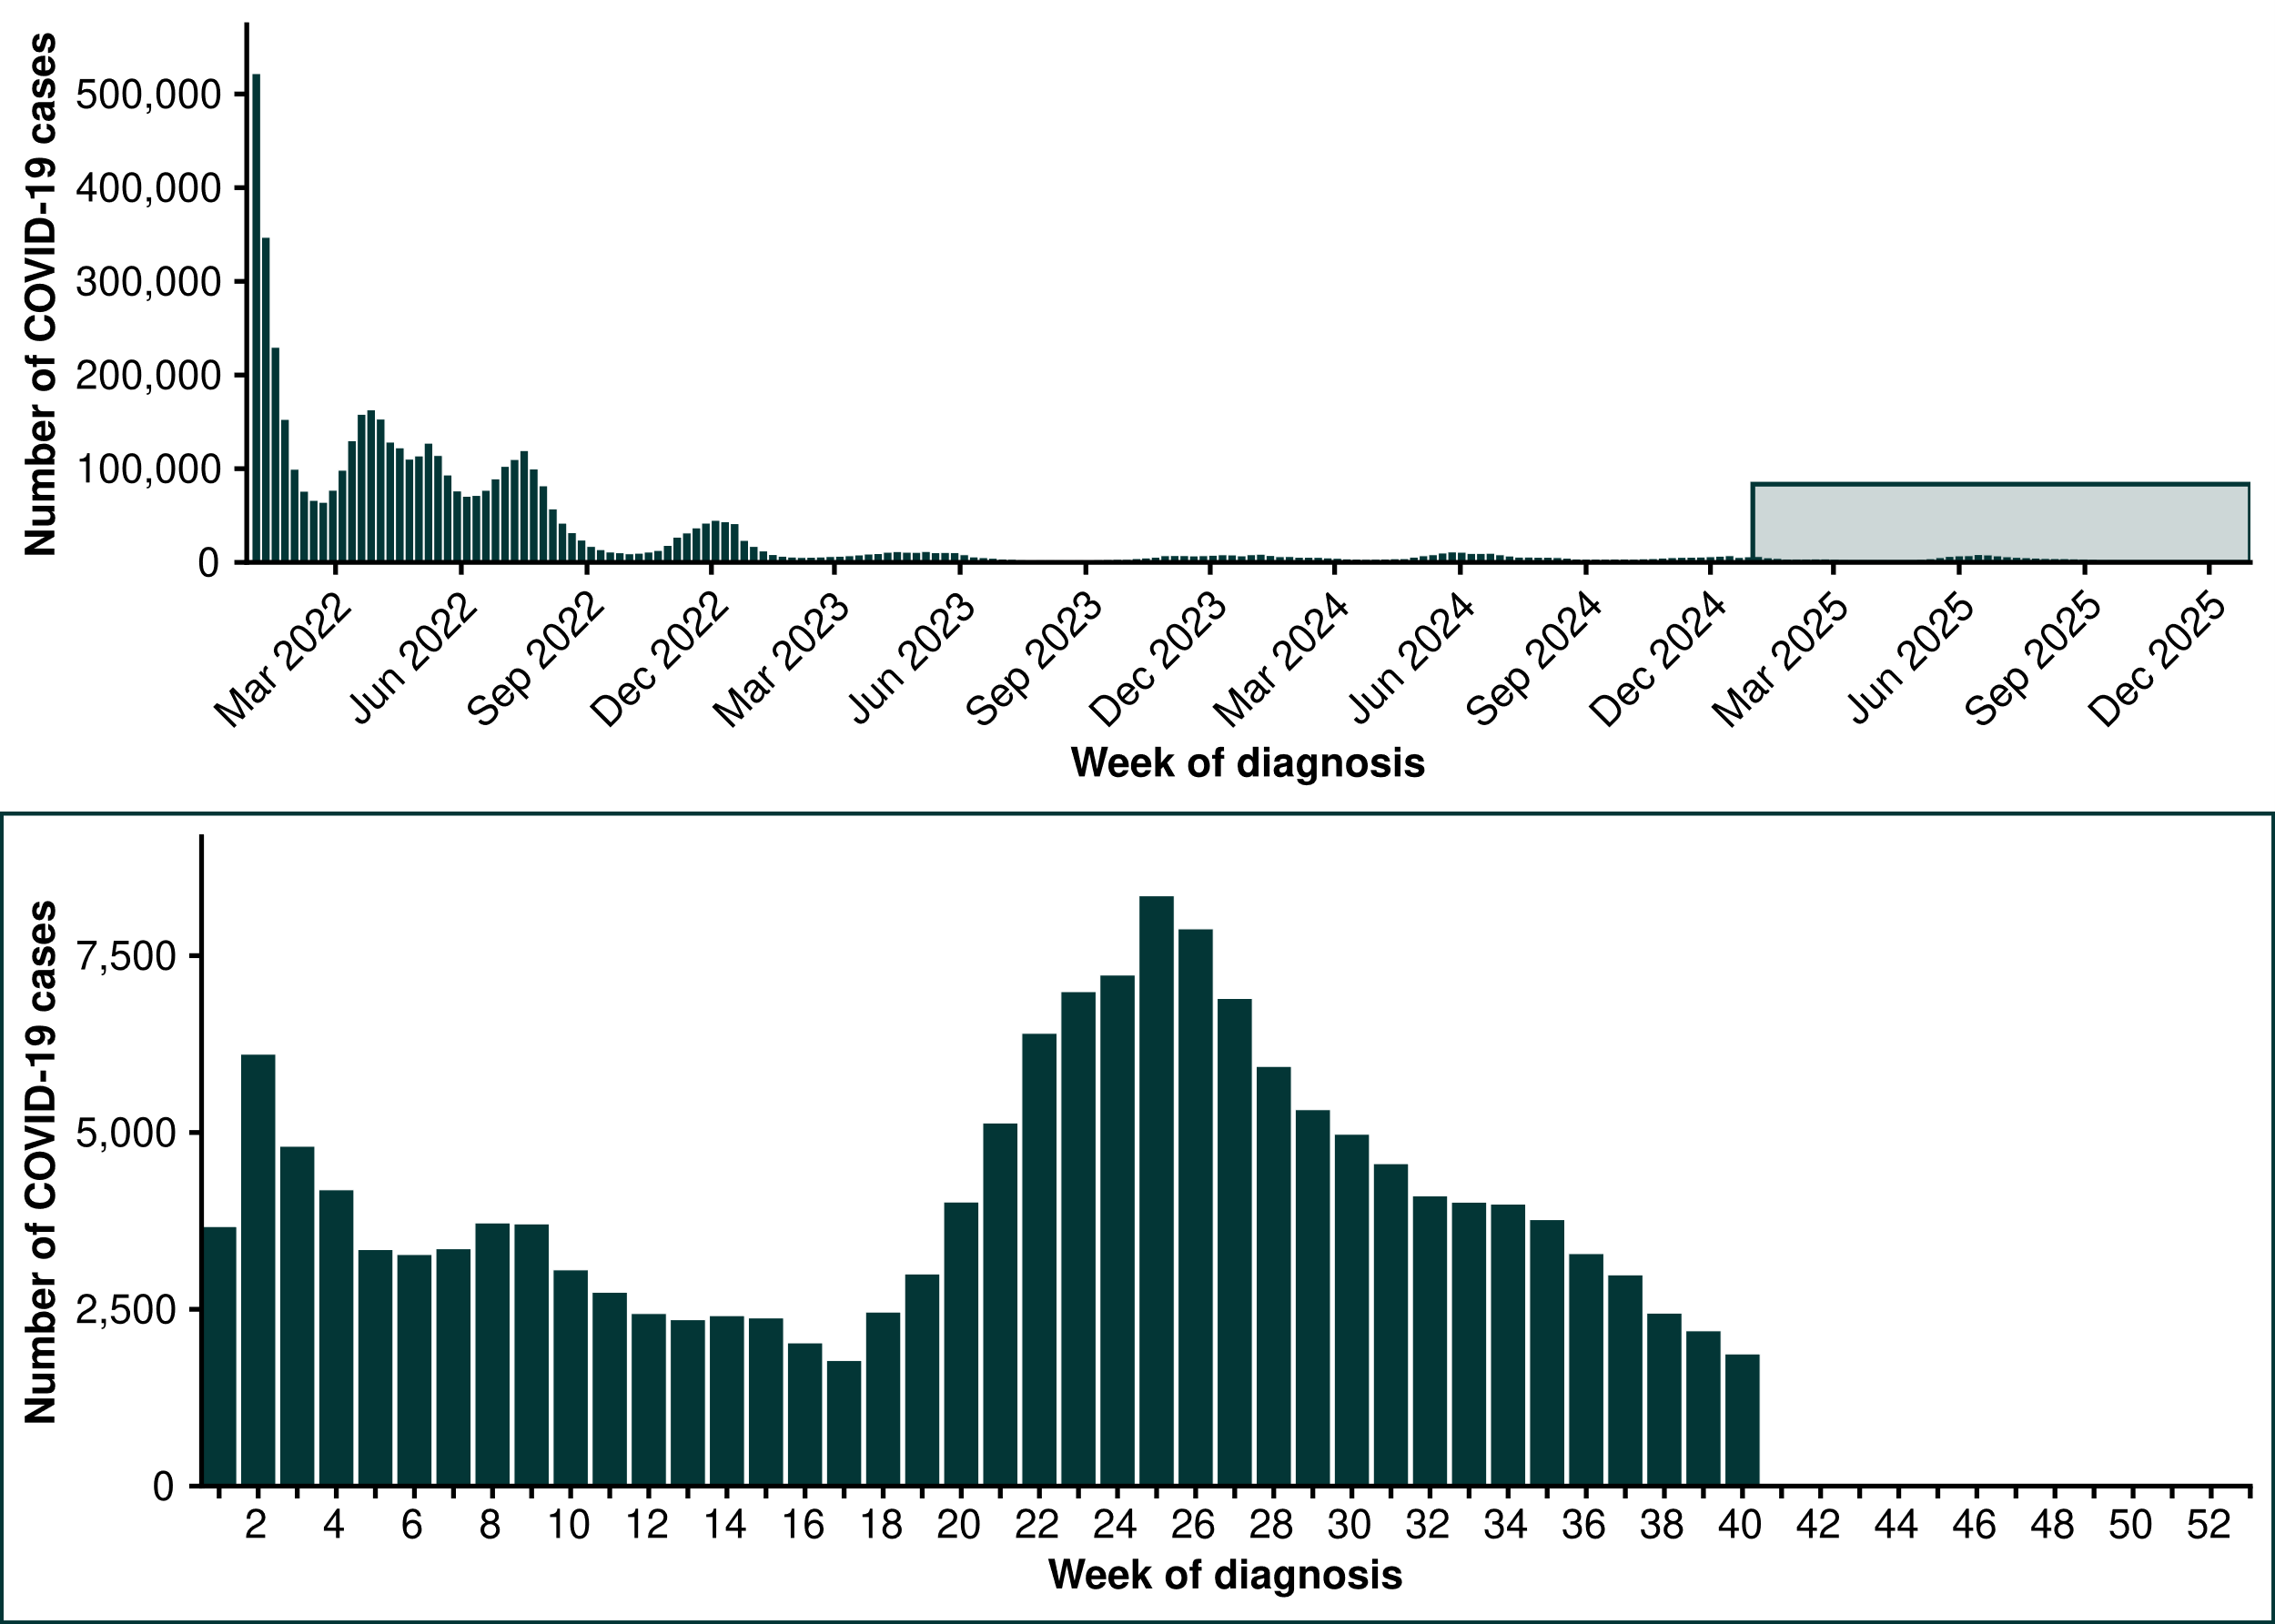 Number of COVID-19 cases
500,000
400,000
300,000
200,000
100,000
0
Mar 2022 Jun 2022 Sep 2022 Dec 2022 Mar 2023 Jun 2023 Sep 2023 Dec 2023 Mar 2024 Jun 2024 Sep 2024 Dec 2024 Mar 2025 Jun 2025 Sep 2025 Dec 2025
Week of diagnosis
Number of COVID-19 cases
7,500
5,000
2,500
0
2 4 6 8 10 12 14 16 18 20 22 24 26 28 30 32 34 36 38 40 42 44 46 48 50 52
Week of diagnosis